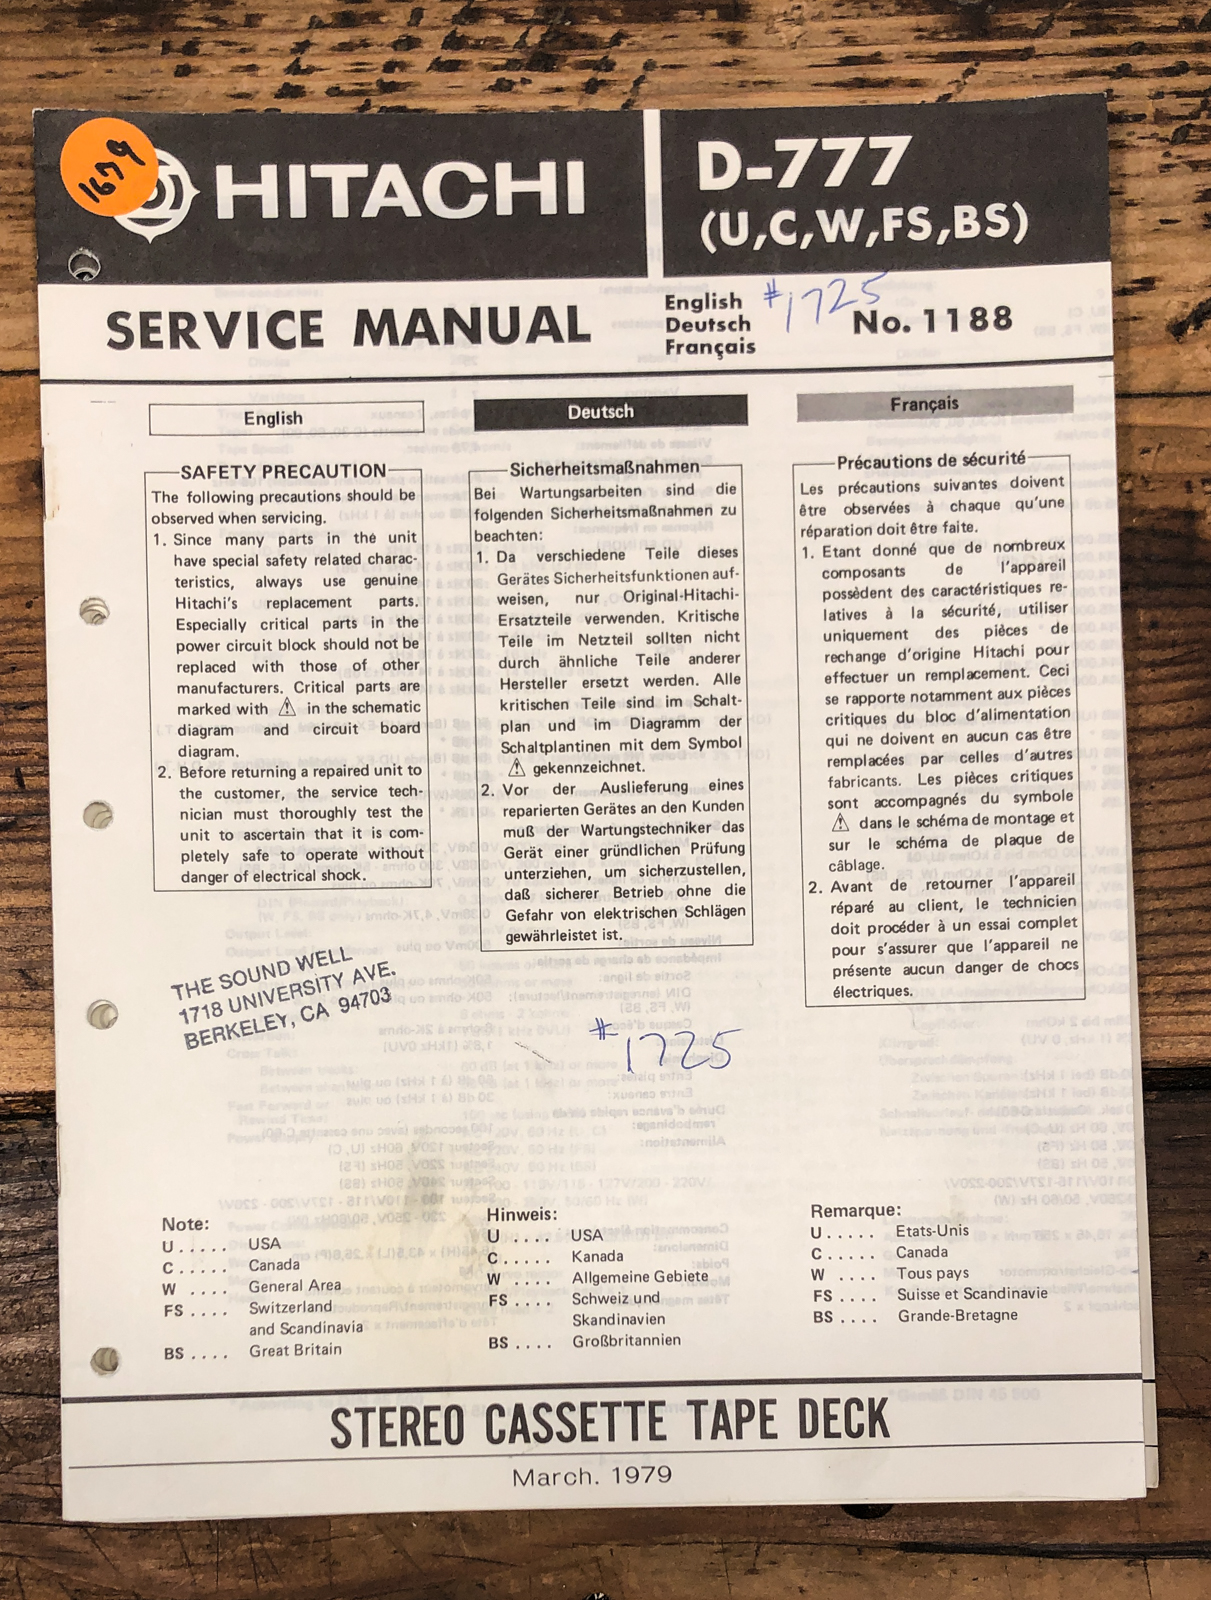 1679
HITACHI
D-777
(U,C,W,FS,BS)
SERVICE MANUAL
English
Deutsch
Français
#1725
No. 1188
English
SAFETY PRECAUTION
The following precautions should be
observed when servicing.
1. Since many parts in the unit
have special safety related charac-
teristics, always use genuine
Hitachi's replacement parts.
Especially critical parts in the
power circuit block should not be
replaced with those of other
manufacturers. Critical parts are
marked with ⚠ in the schematic
diagram and circuit board
diagram.
2. Before returning a repaired unit to
the customer, the service tech-
nician must thoroughly test the
unit to ascertain that it is com-
pletely safe to operate without
danger of electrical shock.
Deutsch
Sicherheitsmaßnahmen
Bei Wartungsarbeiten sind die
folgenden Sicherheitsmaßnahmen zu
beachten:
1. Da verschiedene Teile dieses
Gerätes Sicherheitsfunktionen auf-
weisen, nur Original-Hitachi-
Ersatzteile verwenden. Kritische
Teile im Netzteil sollten nicht
durch ähnliche Teile anderer
Hersteller ersetzt werden. Alle
kritischen Teile sind im Schalt-
plan und im Diagramm der
Schaltplantinen mit dem Symbol
⚠ gekennzeichnet.
2. Vor der Auslieferung eines
reparierten Gerätes an den Kunden
muß der Wartungstechniker das
Gerät einer gründlichen Prüfung
unterziehen, um sicherzustellen,
daß sicherer Betrieb ohne die
Gefahr von elektrischen Schlägen
gewährleistet ist.
Français
Précautions de sécurité
Les précautions suivantes doivent
être observées à chaque qu'une
réparation doit être faite.
1. Etant donné que de nombreux
composants de l'appareil
possèdent des caractéristiques re-
latives à la sécurité, utiliser
uniquement des pièces de
rechange d'origine Hitachi pour
effectuer un remplacement. Ceci
se rapporte notamment aux pièces
critiques du bloc d'alimentation
qui ne doivent en aucun cas être
remplacées par celles d'autres
fabricants. Les pièces critiques
sont accompagnés du symbole
⚠ dans le schéma de montage et
sur le schéma de plaque de
câblage.
2. Avant de retourner l'appareil
réparé au client, le technicien
doit procéder à un essai complet
pour s'assurer que l'appareil ne
présente aucun danger de chocs
électriques.
THE SOUND WELL
1718 UNIVERSITY AVE.
BERKELEY, CA 94703
#1725
Note:
U ..... USA
C ..... Canada
W .... General Area
FS .... Switzerland
and Scandinavia
BS .... Great Britain
Hinweis:
U .... USA
C .... Kanada
W .... Allgemeine Gebiete
FS .... Schweiz und
Skandinavien
BS .... Großbritannien
Remarque:
U ..... Etats-Unis
C ..... Canada
W .... Tous pays
FS .... Suisse et Scandinavie
BS .... Grande-Bretagne
STEREO CASSETTE TAPE DECK
March. 1979